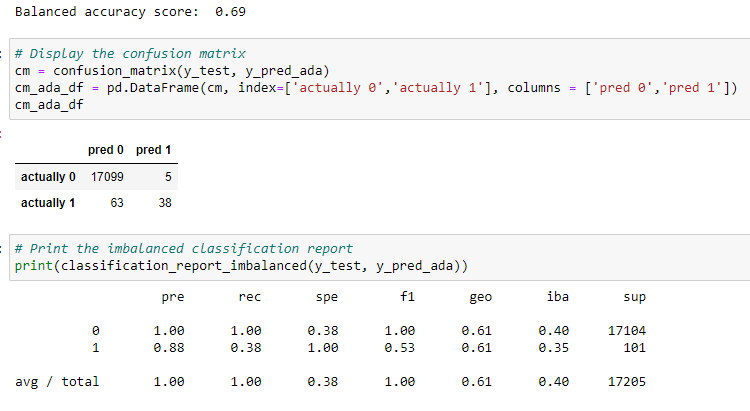 Balanced accuracy score:  0.69
# Display the confusion matrix
cm = confusion_matrix(y_test, y_pred_ada)
cm_ada_df = pd.DataFrame(cm, index=['actually 0','actually 1'], columns = ['pred 0','pred 1'])
cm_ada_df
pred 0 pred 1
actually 0 17099 5
actually 1 63 38
# Print the imbalanced classification report
print(classification_report_imbalanced(y_test, y_pred_ada))
pre rec spe f1 geo iba sup
0 1.00 1.00 0.38 1.00 0.61 0.40 17104
1 0.88 0.38 1.00 0.53 0.61 0.35 101
avg / total 1.00 1.00 0.38 1.00 0.61 0.40 17205